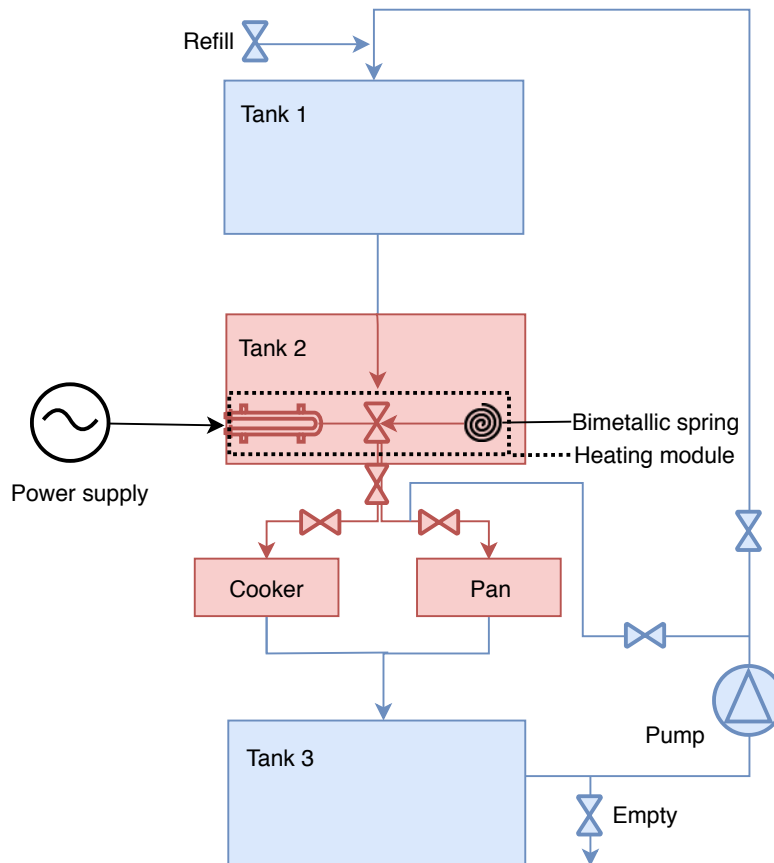 Refill
Tank 1
Tank 2
Bimetallic spring
Heating module
Power supply
Cooker
Pan
Pump
Tank 3
Empty